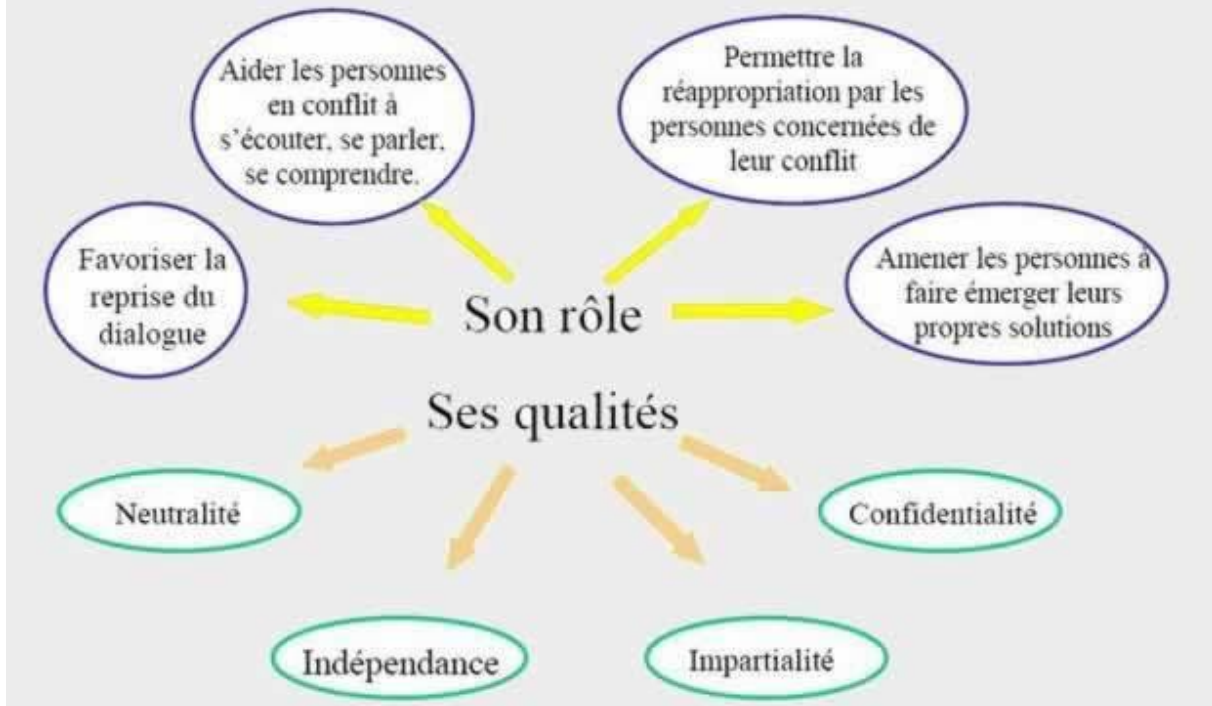 Aider les personnes
en conflit à
s'écouter, se parler,
se comprendre.
Permettre la
réappropriation par les
personnes concernées de
leur conflit
Favoriser la
reprise du
dialogue
Amener les personnes à
faire émerger leurs
propres solutions
Son rôle
Ses qualités
Neutralité
Confidentialité
Indépendance
Impartialité